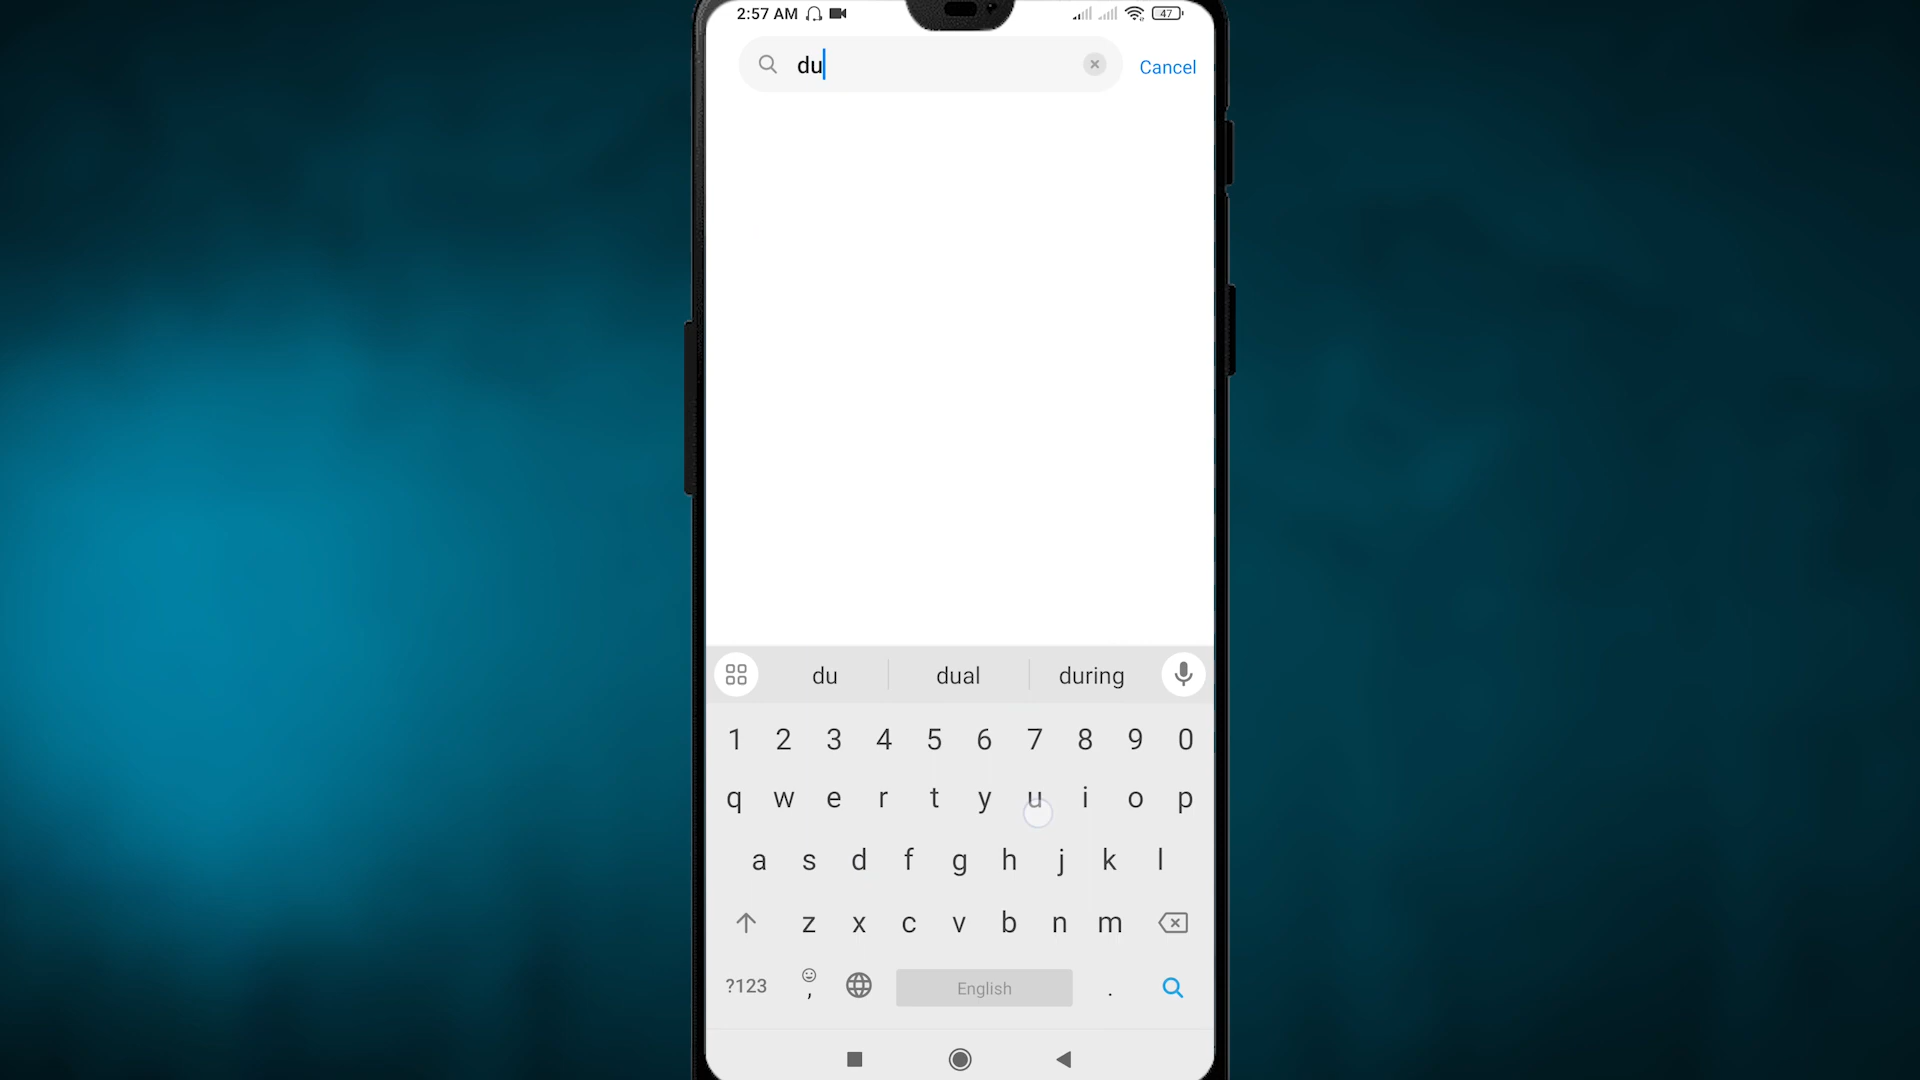 2:57 AM 47
du Cancel
du dual during
1 2 3 4 5 6 7 8 9 0
q w e r t y u i o p
a s d f g h j k l
z x c v b n m
?123 , English .